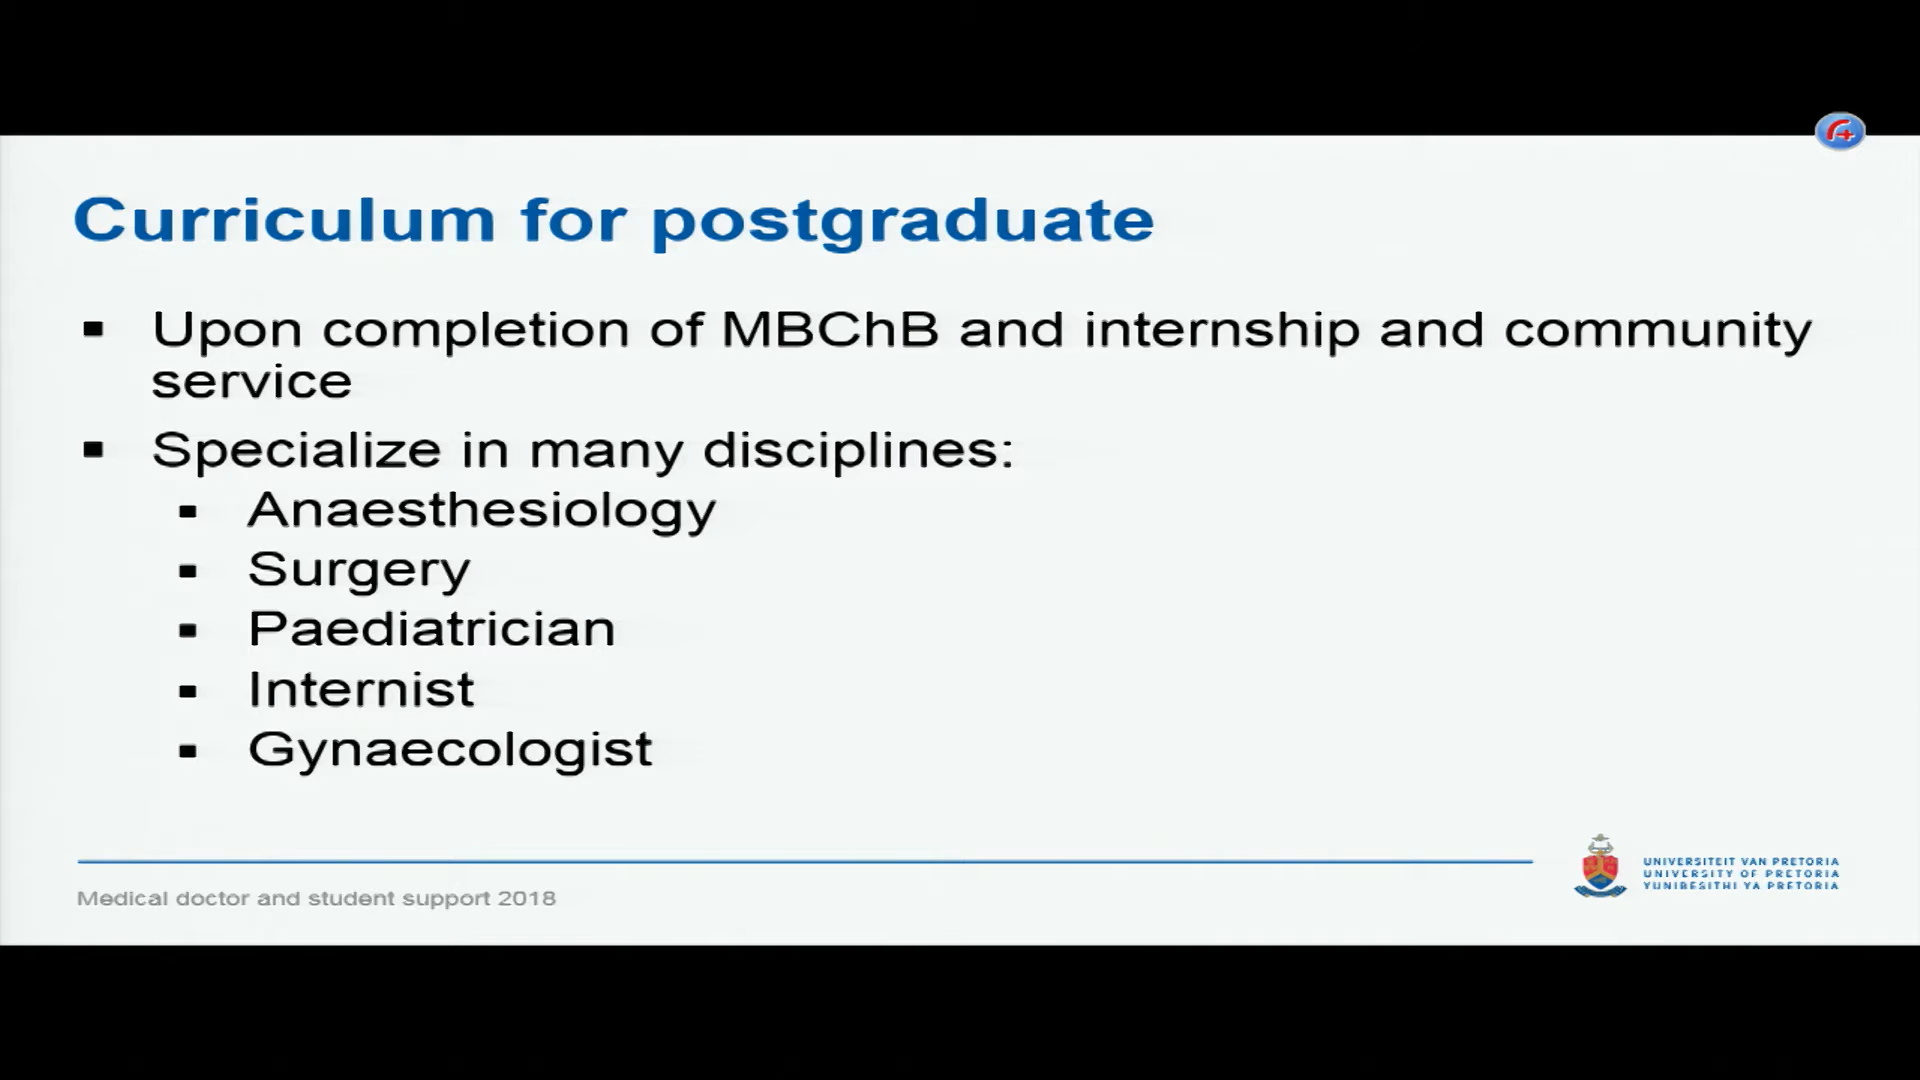 Curriculum for postgraduate
▪ Upon completion of MBChB and internship and community
service
▪ Specialize in many disciplines:
▪ Anaesthesiology
▪ Surgery
▪ Paediatrician
▪ Internist
▪ Gynaecologist
UNIVERSITEIT VAN PRETORIA
UNIVERSITY OF PRETORIA
YUNIBESITHI YA PRETORIA
Medical doctor and student support 2018